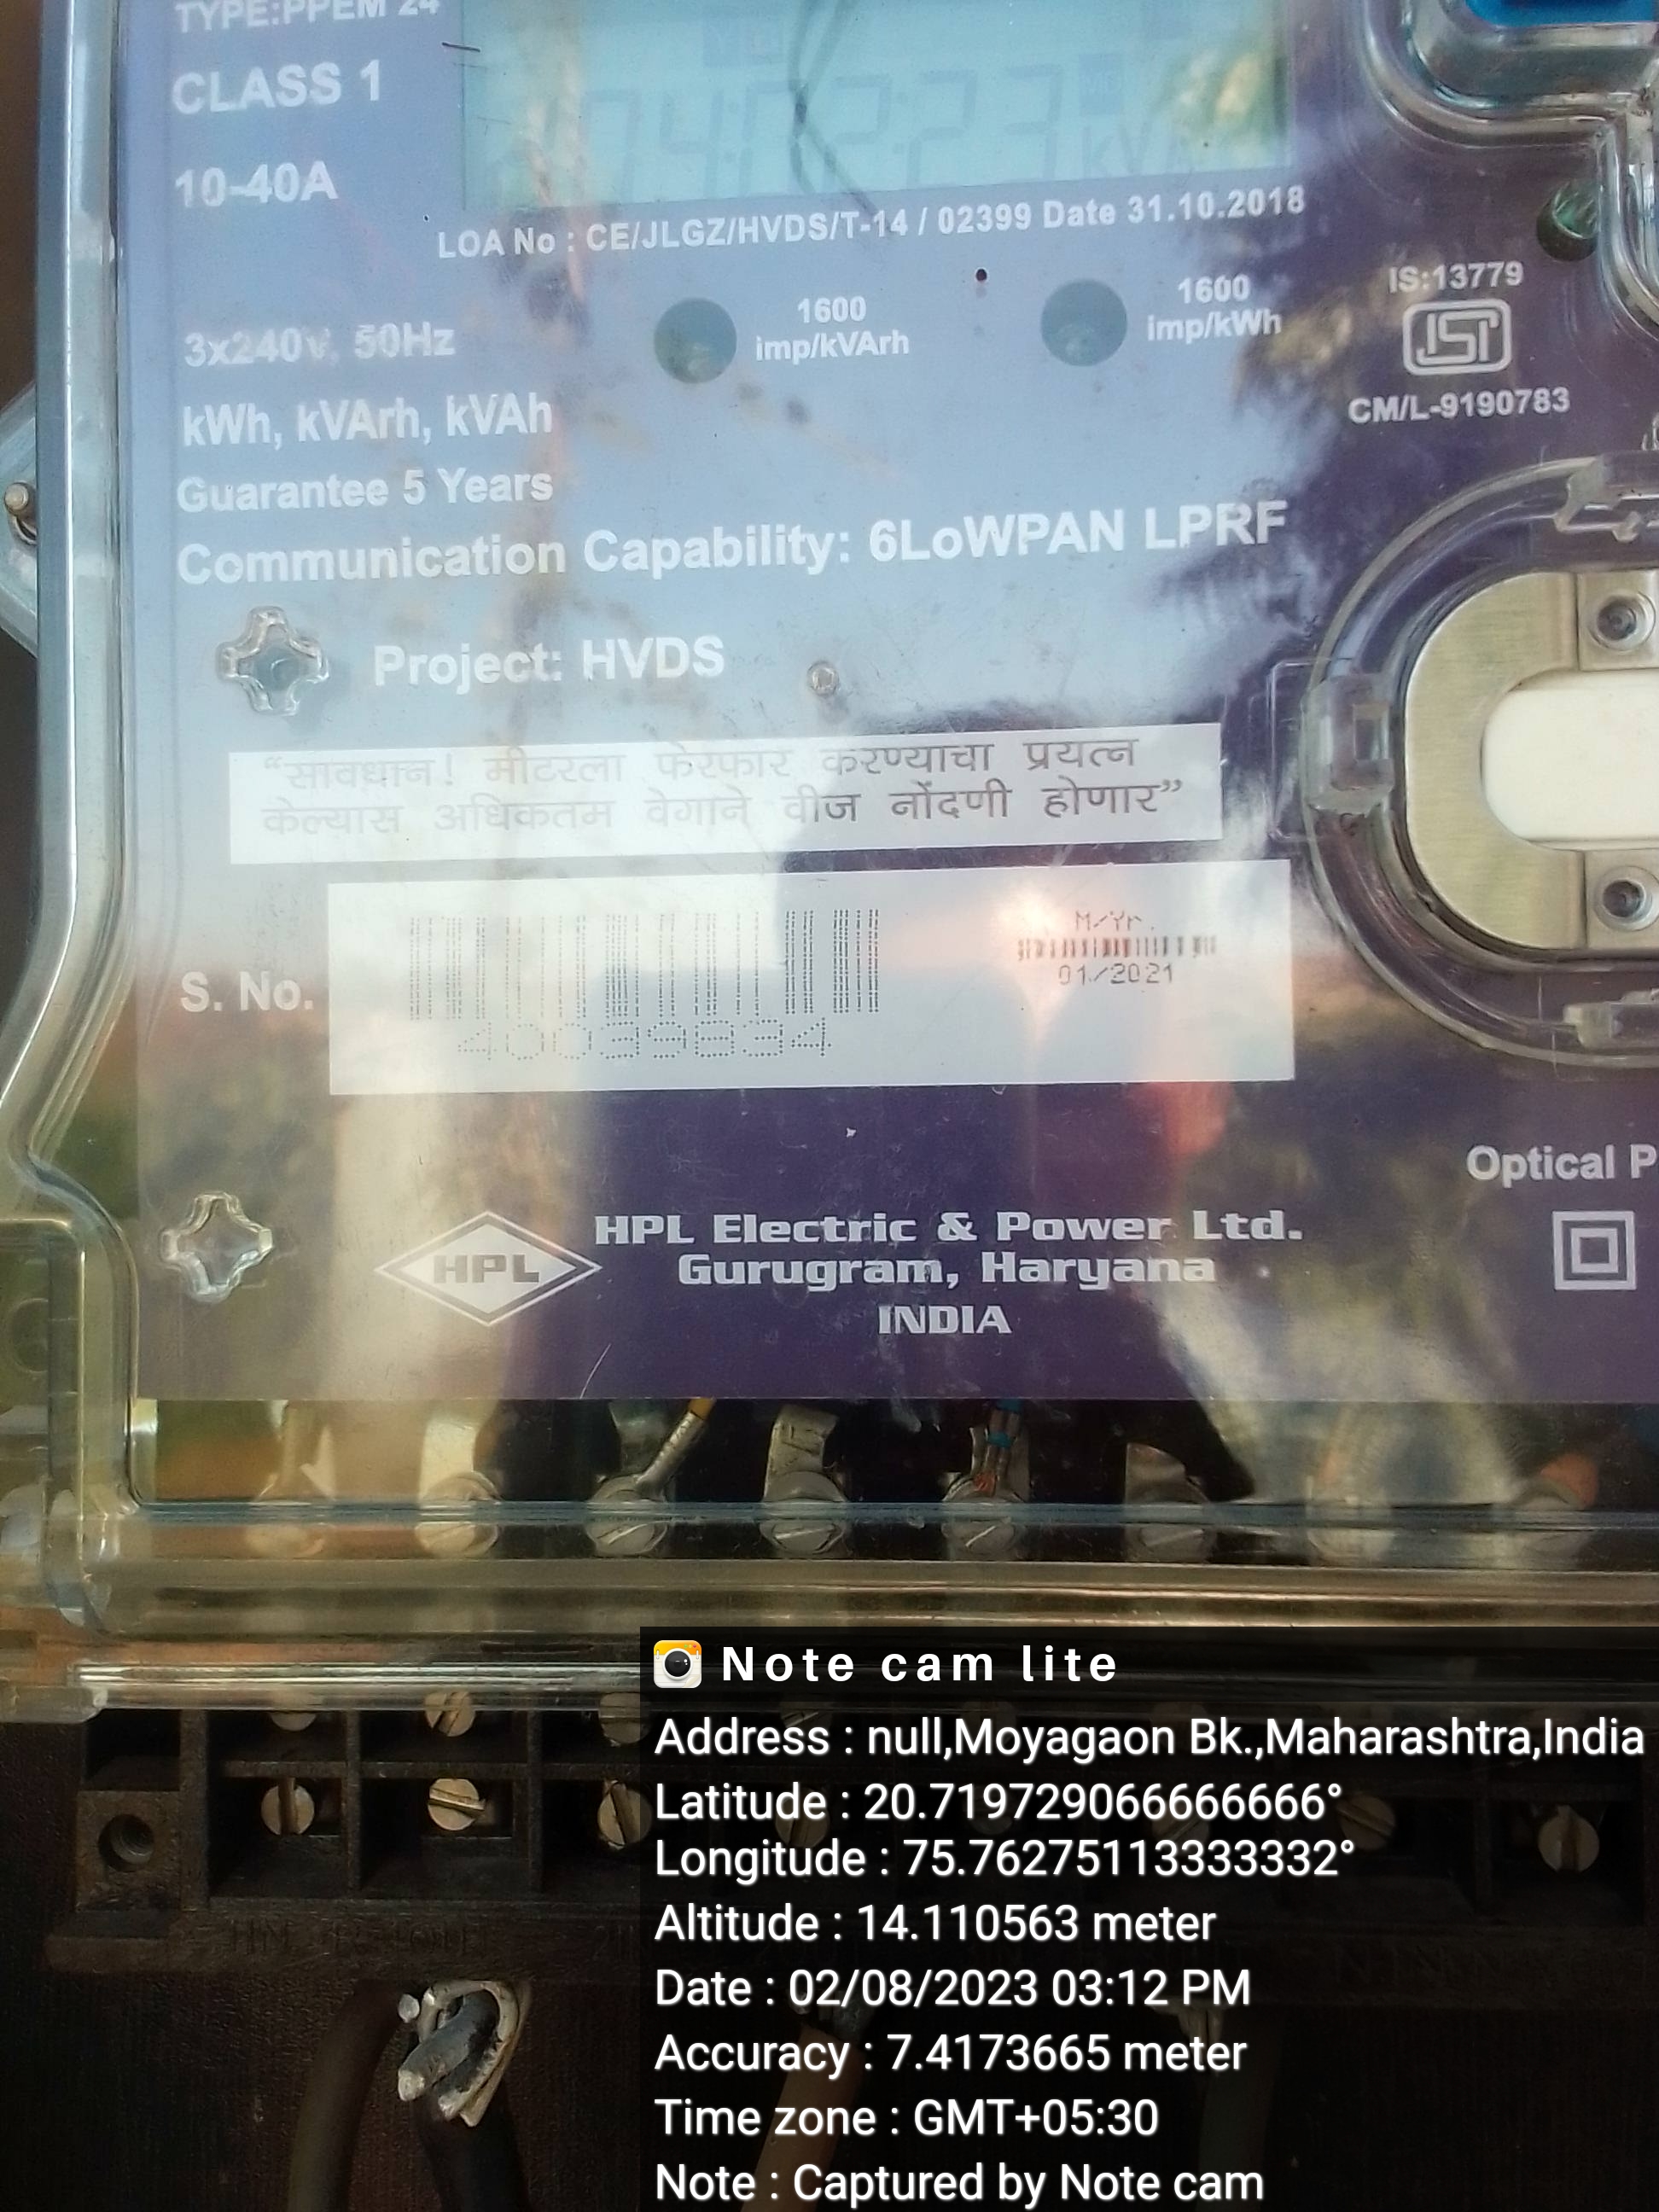 TYPE:PPEM 24
CLASS 1
10-40A
LOA No : CE/JLGZ/HVDS/T-14 / 02399 Date 31.10.2018
1600
imp/kVArh
1600
imp/kWh
IS:13779
ISI
CM/L-9190783
3x240V, 50Hz
kWh, kVArh, kVAh
Guarantee 5 Years
Communication Capability: 6LoWPAN LPRF
Project: HVDS
“सावधान! मीटरला फेरफार करण्याचा प्रयत्न
केल्यास अधिकतम वेगाने वीज नोंदणी होणार”
S. No.
40039834
M/Yr.
01/2021
Optical P
HPL
HPL Electric & Power Ltd.
Gurugram, Haryana
INDIA
Note cam lite
Address : null,Moyagaon Bk.,Maharashtra,India
Latitude : 20.719729066666666°
Longitude : 75.76275113333332°
Altitude : 14.110563 meter
Date : 02/08/2023 03:12 PM
Accuracy : 7.4173665 meter
Time zone : GMT+05:30
Note : Captured by Note cam